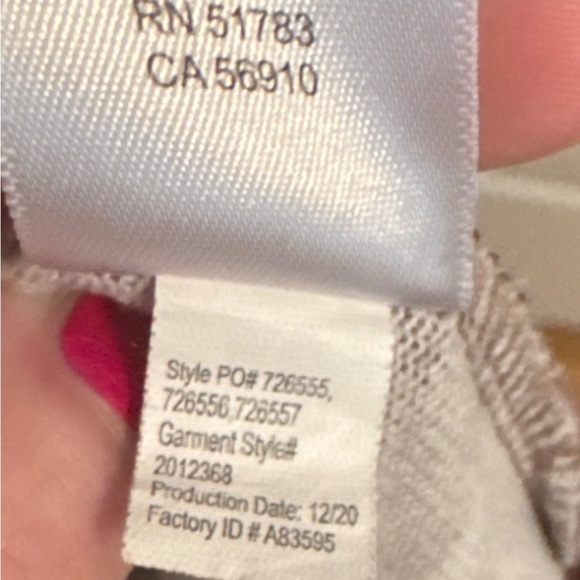 RN 51783
CA 56910
Style PO# 726555,
726556,726557
Garment Style#
2012368
Production Date: 12/20
Factory ID # A83595